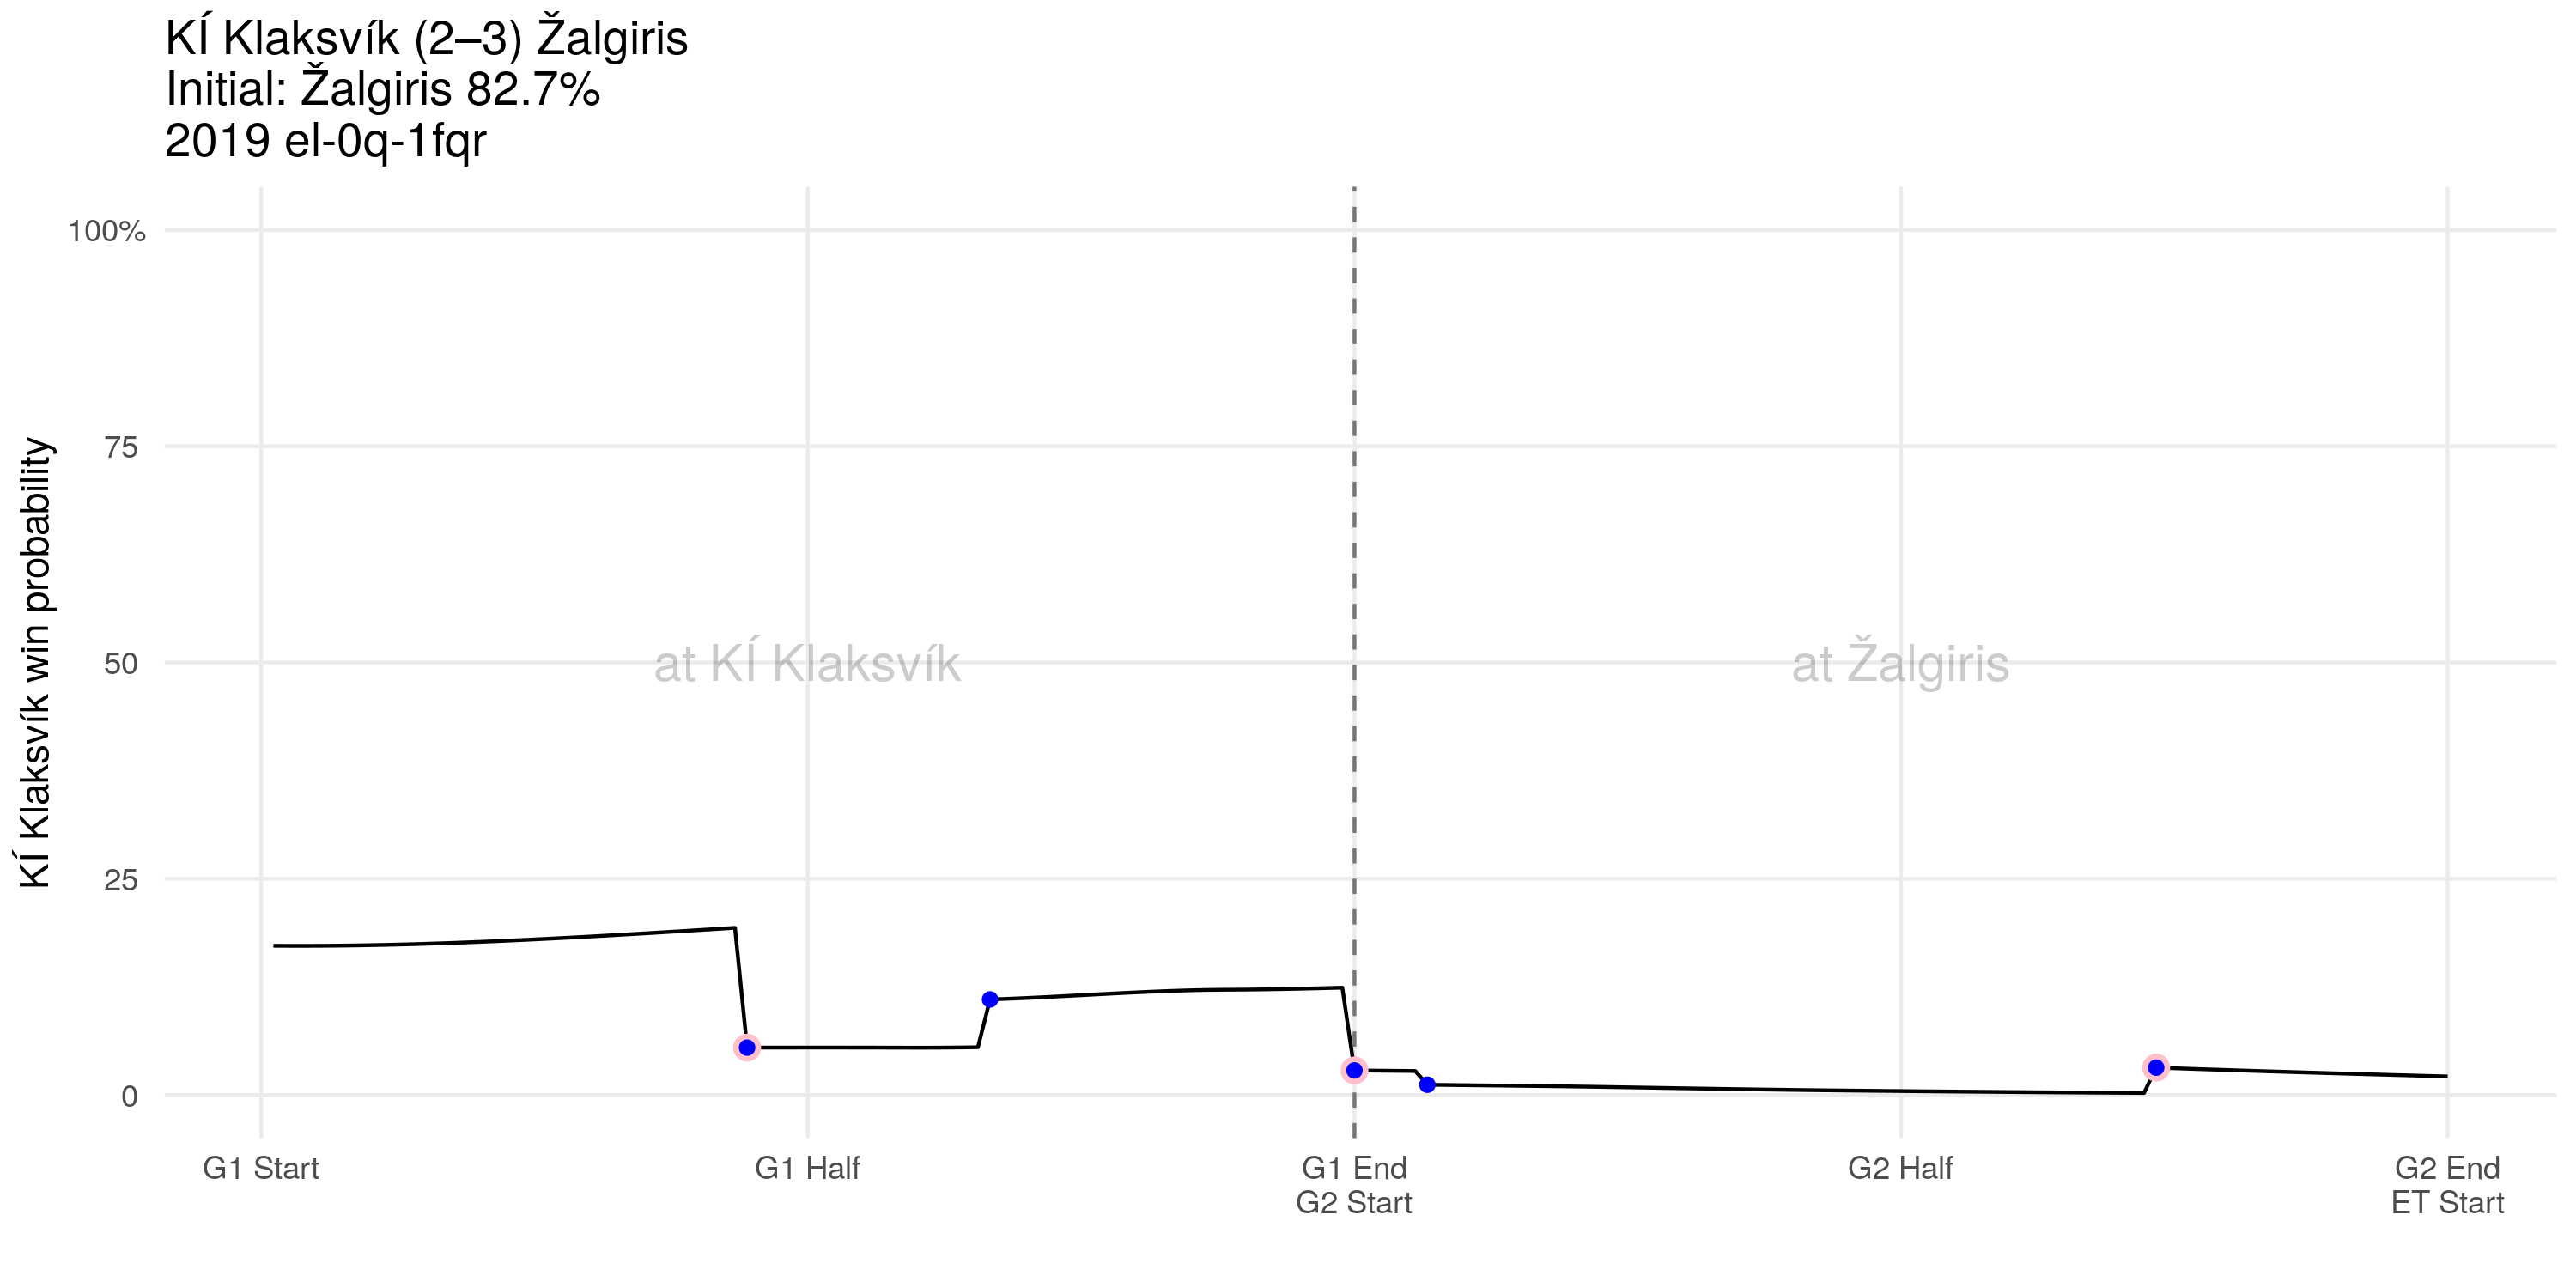 KÍ Klaksvík (2–3) Žalgiris
Initial: Žalgiris 82.7%
2019 el-0q-1fqr
KÍ Klaksvík win probability
100%
75
50
25
0
at KÍ Klaksvík
at Žalgiris
G1 Start
G1 Half
G1 End
G2 Start
G2 Half
G2 End
ET Start